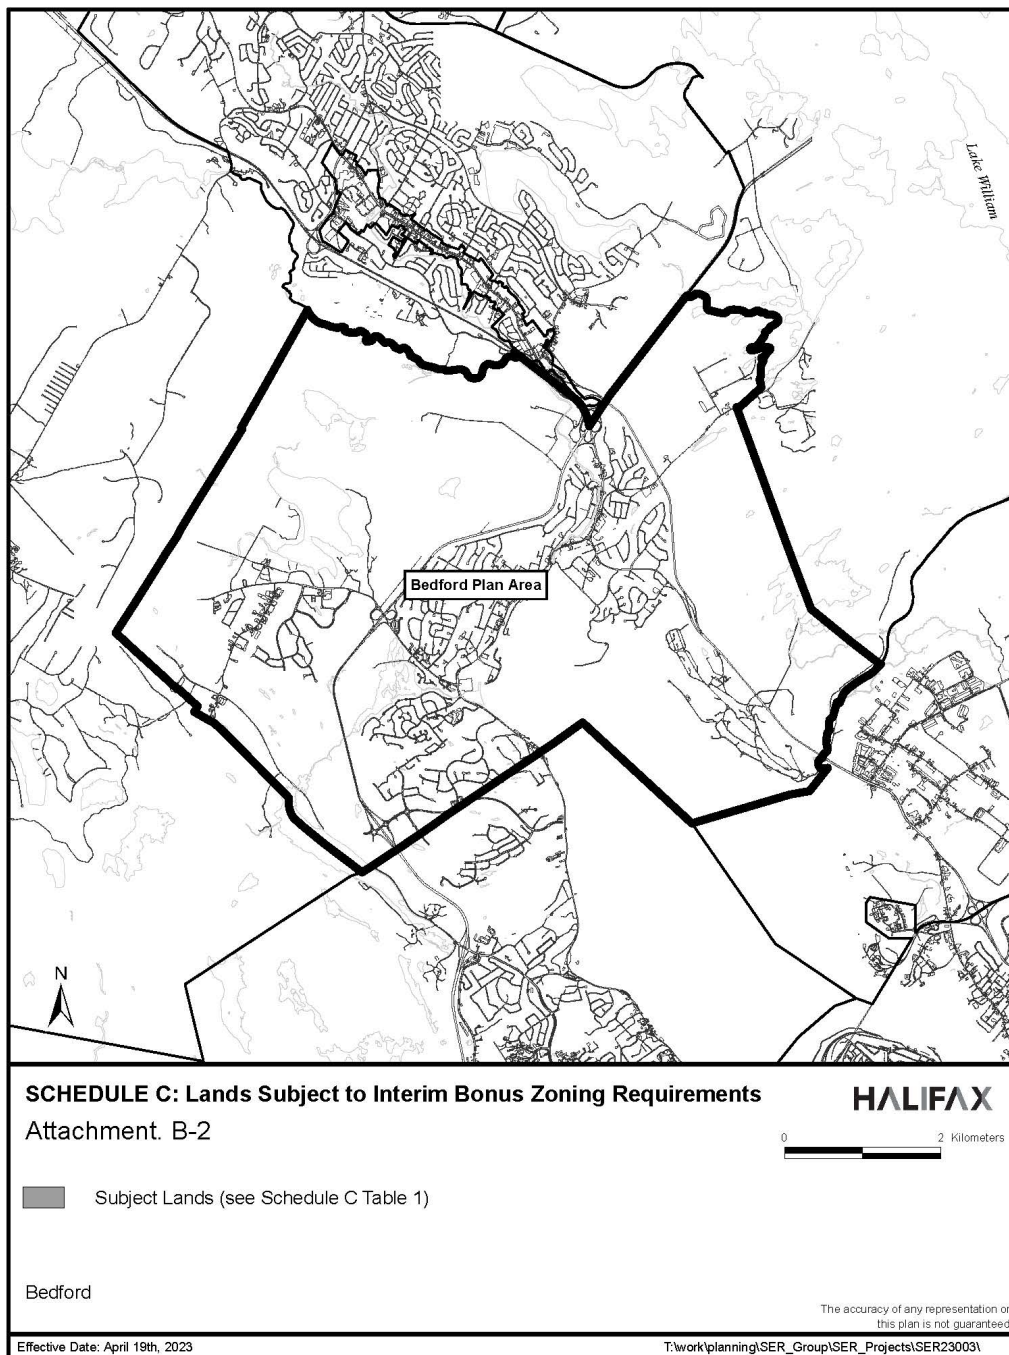 Lake William
Bedford Plan Area
N
SCHEDULE C: Lands Subject to Interim Bonus Zoning Requirements
HALIFAX
Attachment. B-2
0 2 Kilometers
Subject Lands (see Schedule C Table 1)
Bedford
The accuracy of any representation on
this plan is not guaranteed
Effective Date: April 19th, 2023
T:\work\planning\SER_Group\SER_Projects\SER23003\